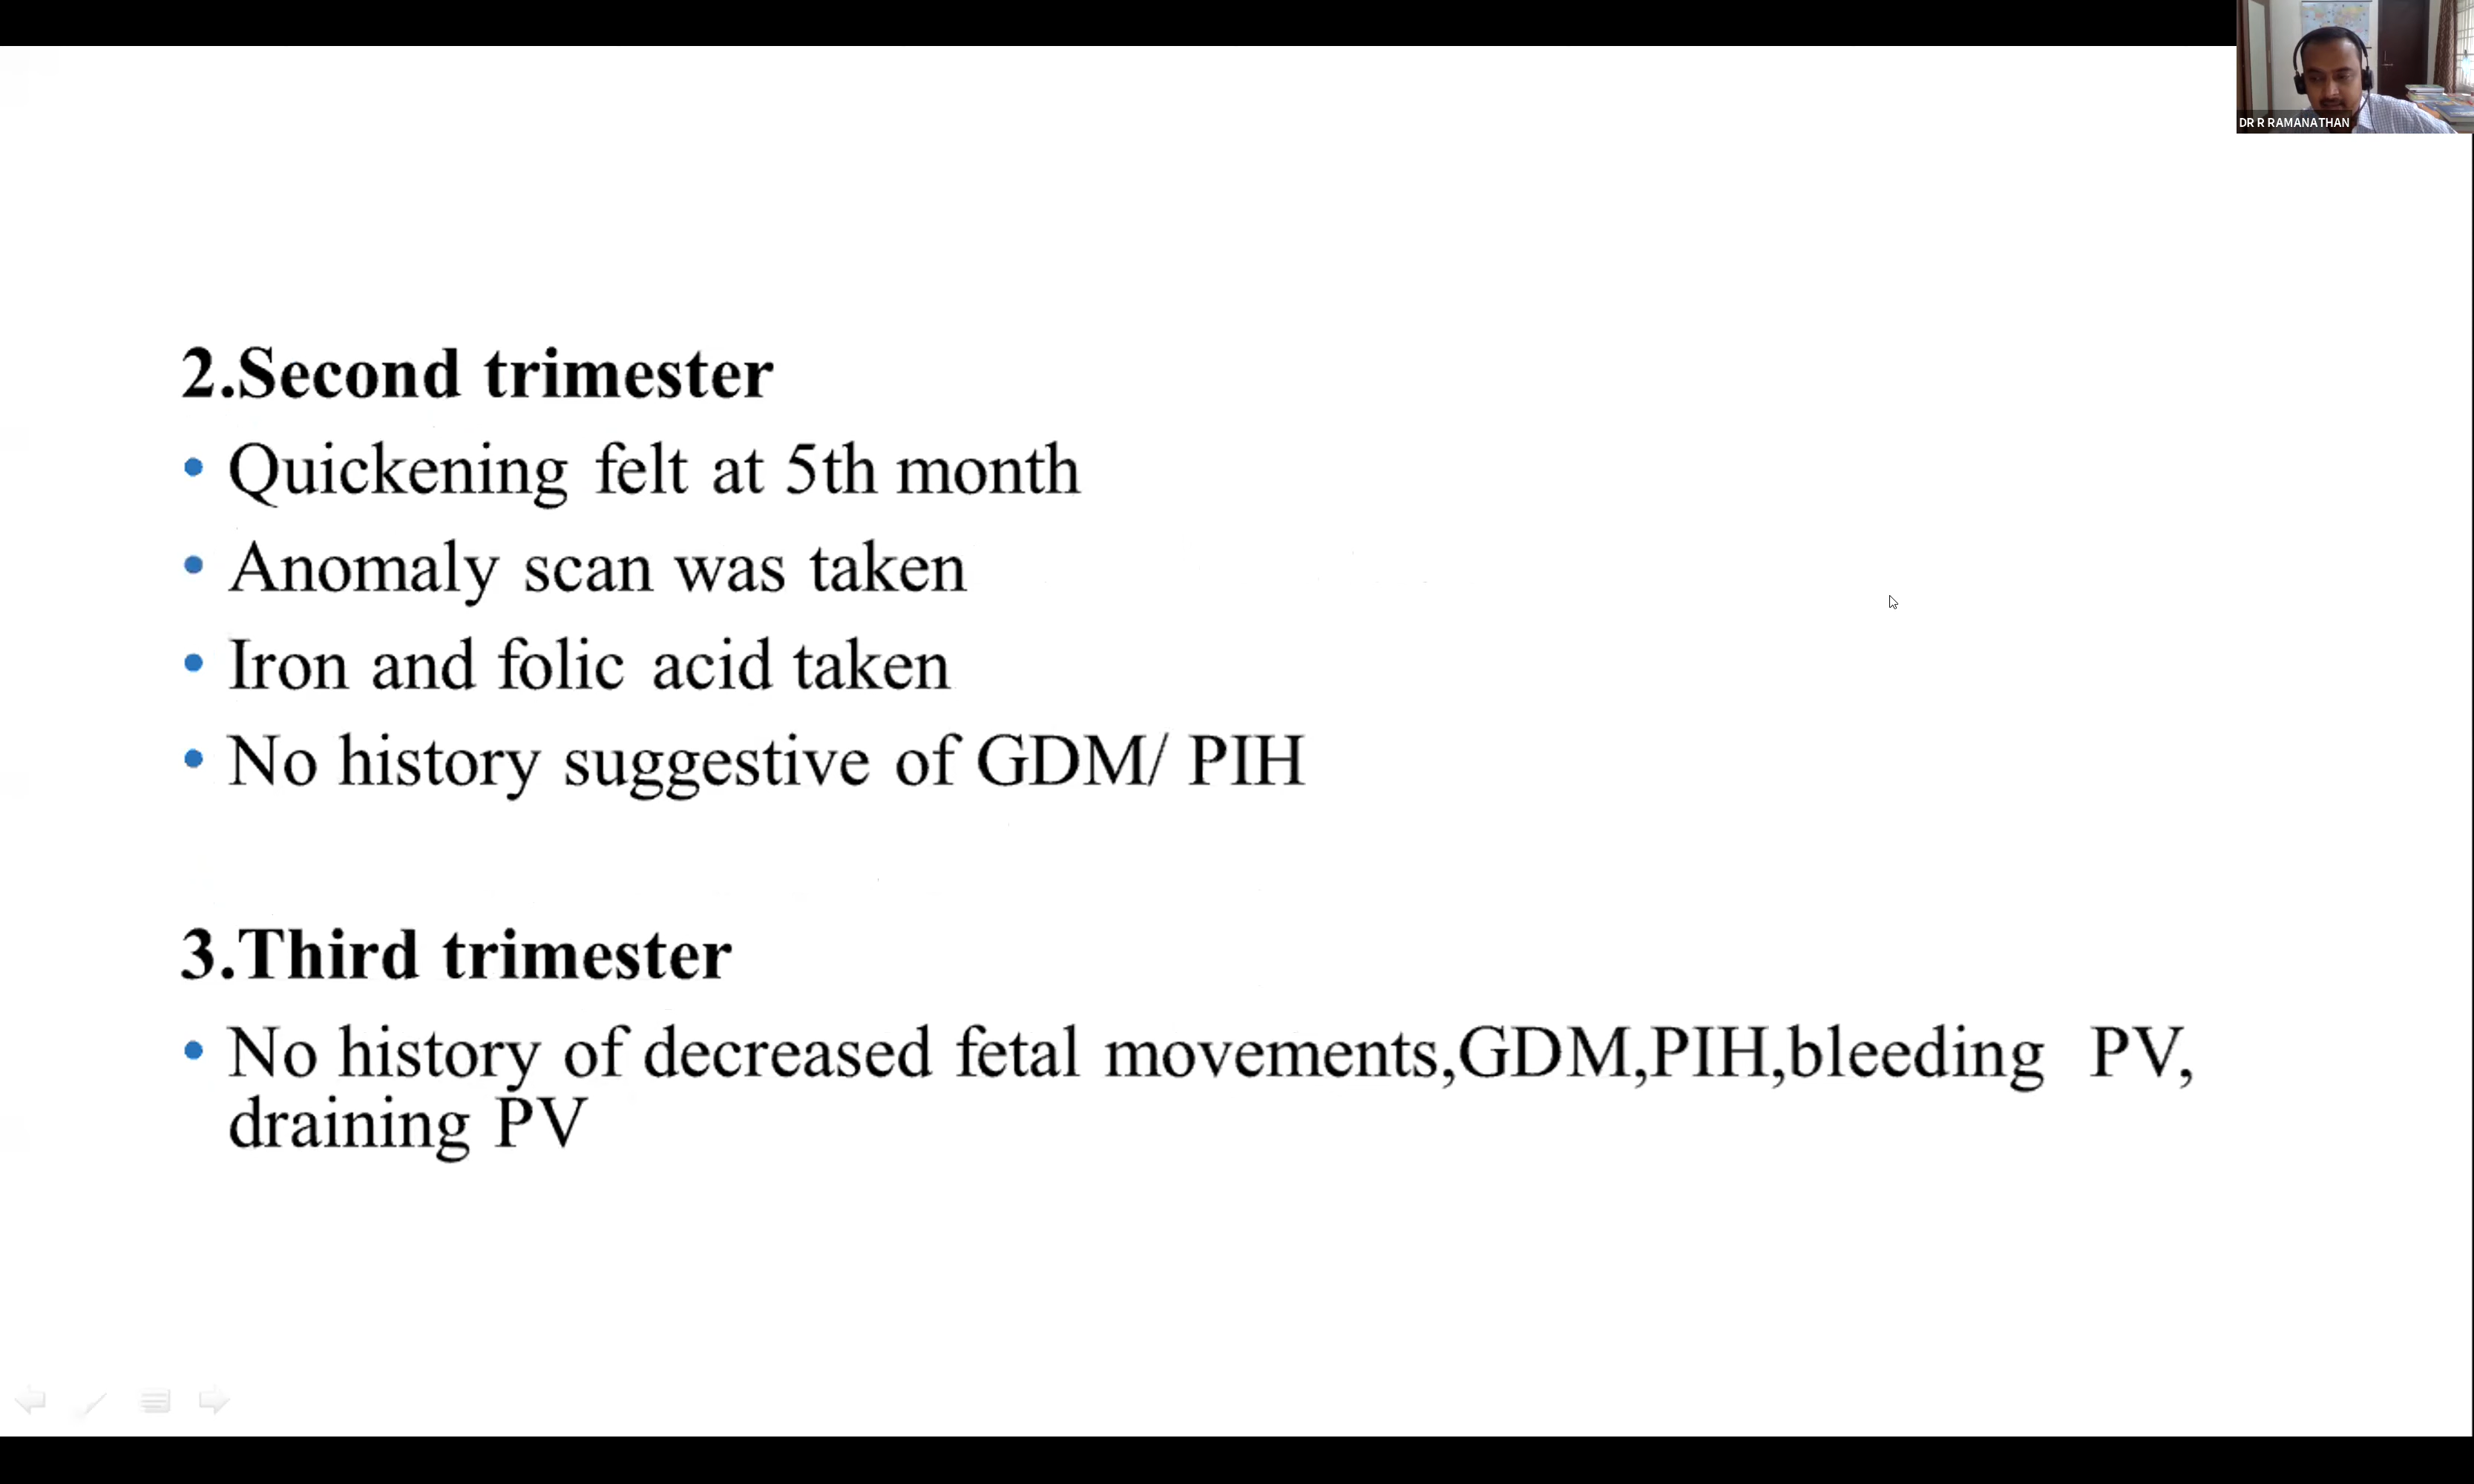 DR R RAMANATHAN
2.Second trimester
• Quickening felt at 5th month
• Anomaly scan was taken
• Iron and folic acid taken
• No history suggestive of GDM/ PIH
3.Third trimester
• No history of decreased fetal movements,GDM,PIH,bleeding PV,
draining PV